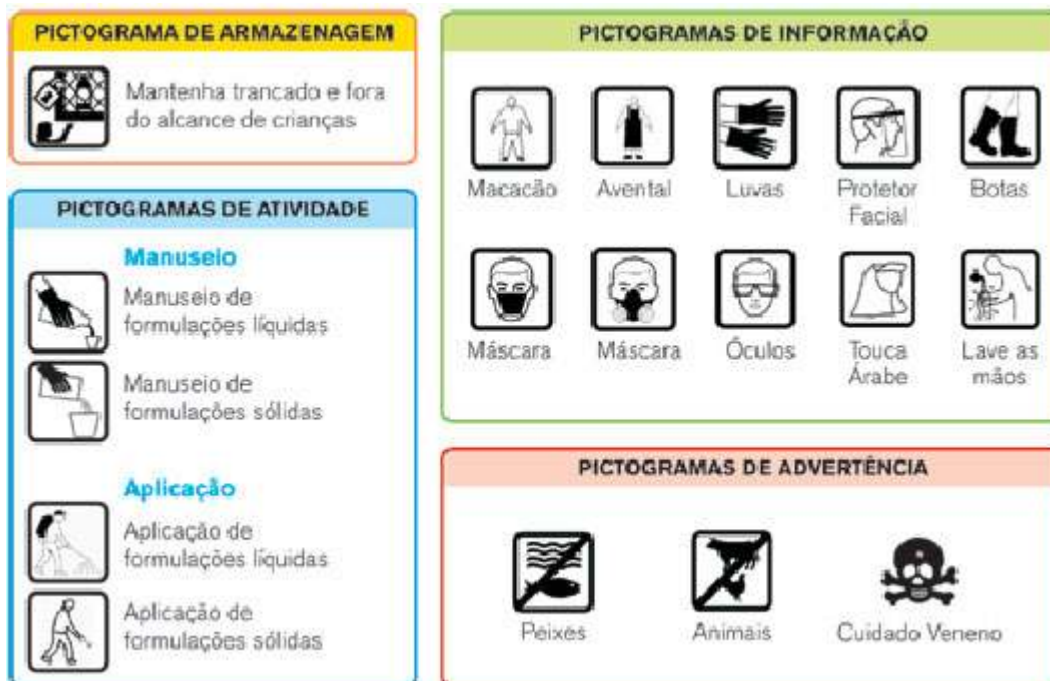 PICTOGRAMA DE ARMAZENAGEM
Mantenha trancado e fora
do alcance de crianças
PICTOGRAMAS DE ATIVIDADE
Manuseio
Manuseio de
formulações líquidas
Manuseio de
formulações sólidas
Aplicação
Aplicação de
formulações líquidas
Aplicação de
formulações sólidas
PICTOGRAMAS DE INFORMAÇÃO
Macacão
Avental
Luvas
Protetor
Facial
Botas
Máscara
Máscara
Óculos
Touca
Árabe
Lave as
mãos
PICTOGRAMAS DE ADVERTÊNCIA
Peixes
Animais
Cuidado Veneno